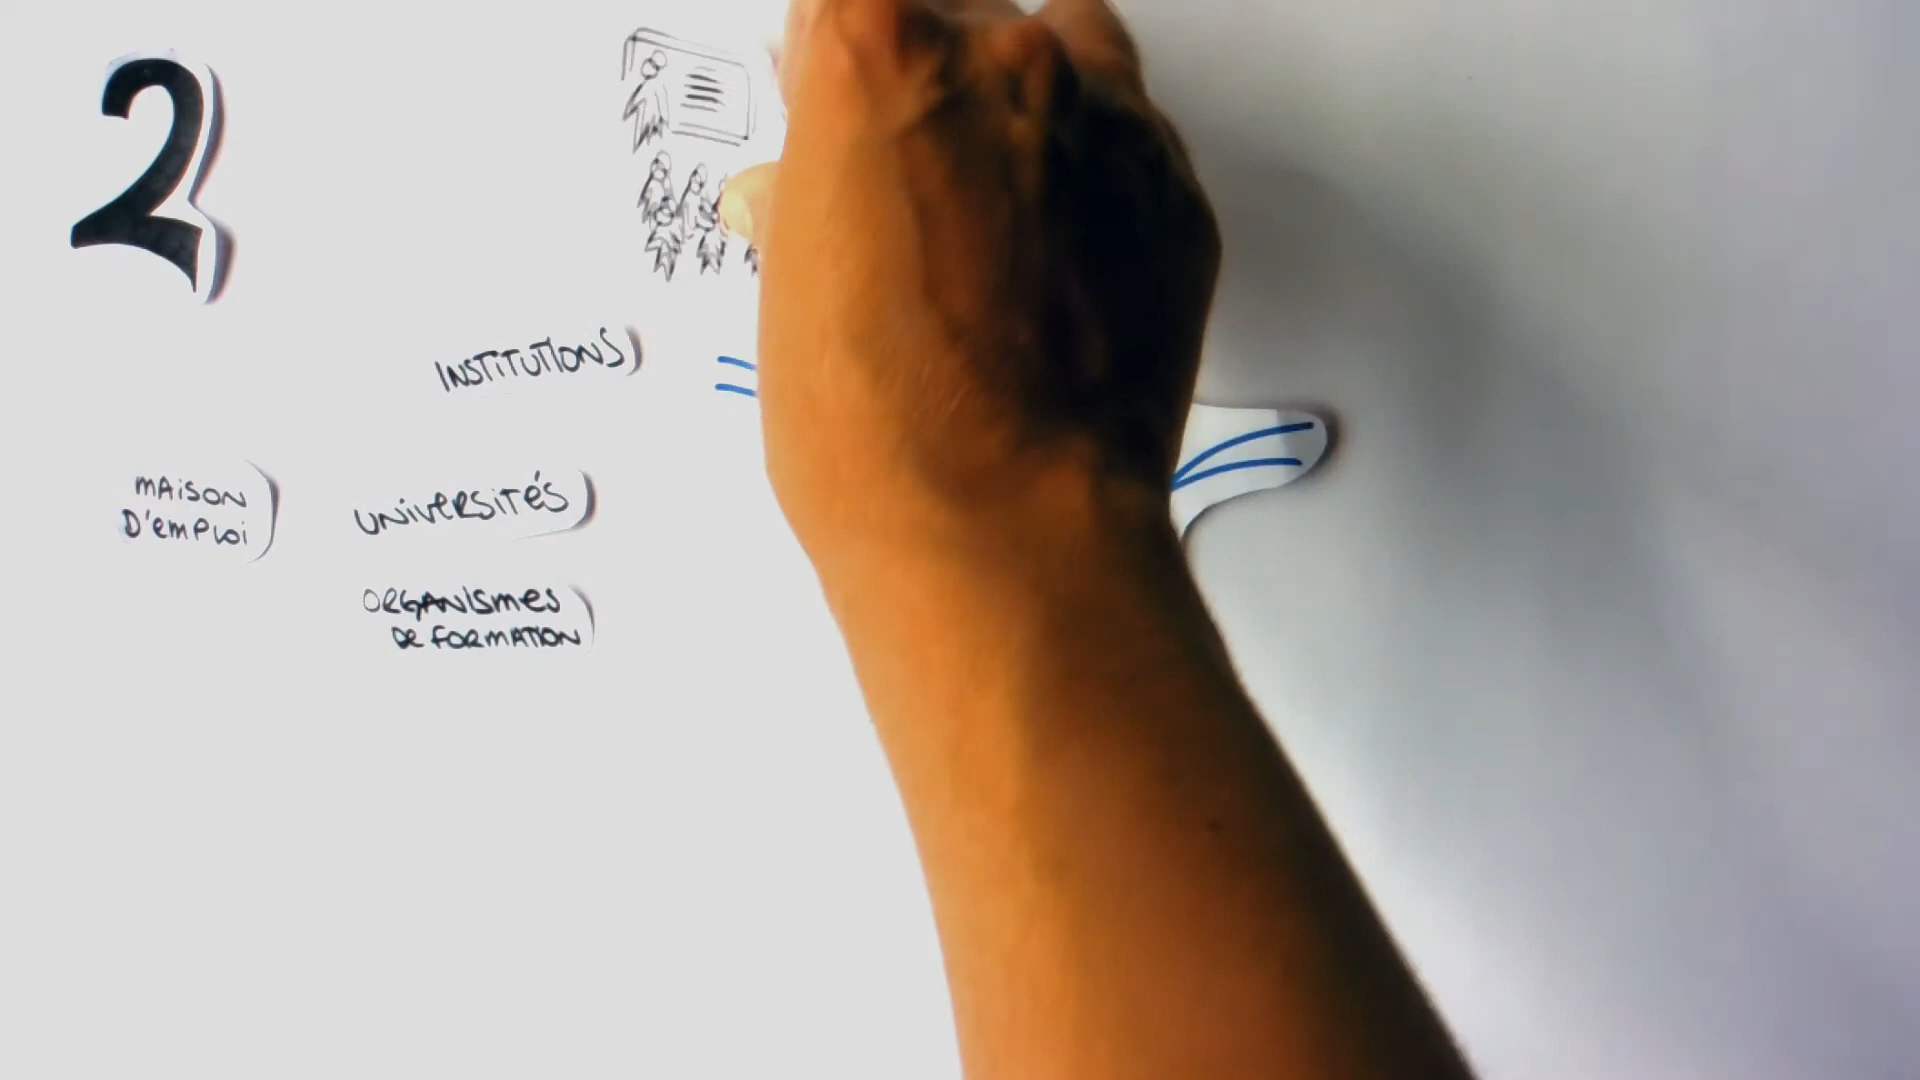 2
INSTITUTIONS
MAISON
D'EMPLOI
UNIVERSITÉS
ORGANISMES
DE FORMATION